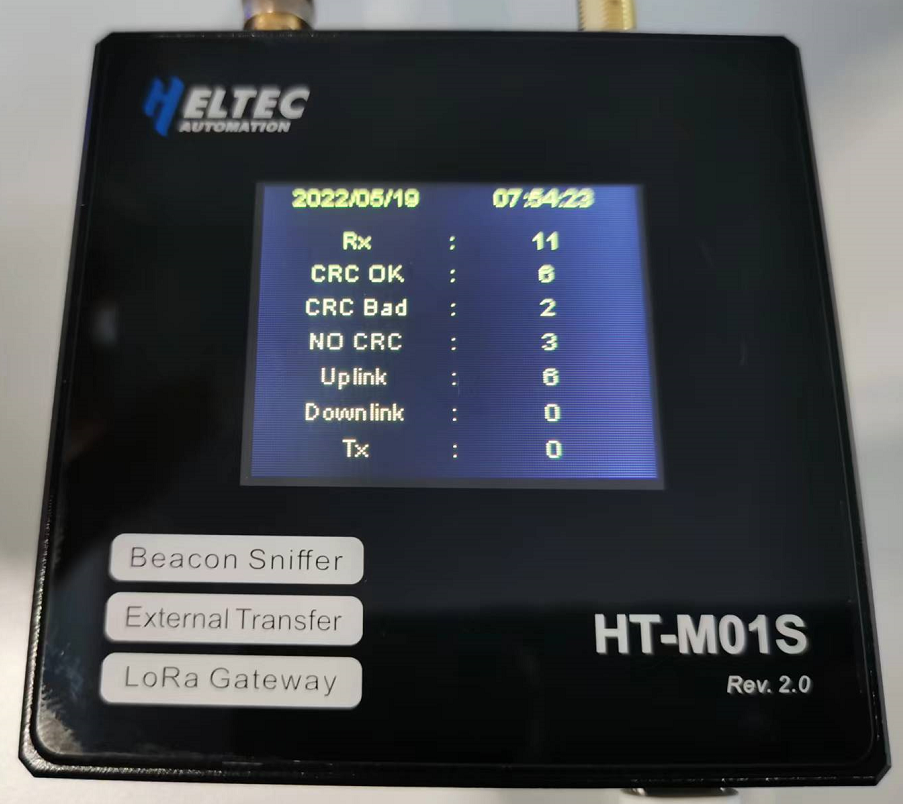 HELTEC
AUTOMATION
2022/05/19 07:54:23
Rx : 11
CRC OK : 6
CRC Bad : 2
NO CRC : 3
Uplink : 6
Downlink : 0
Tx : 0
Beacon Sniffer
External Transfer
LoRa Gateway
HT-M01S
Rev. 2.0